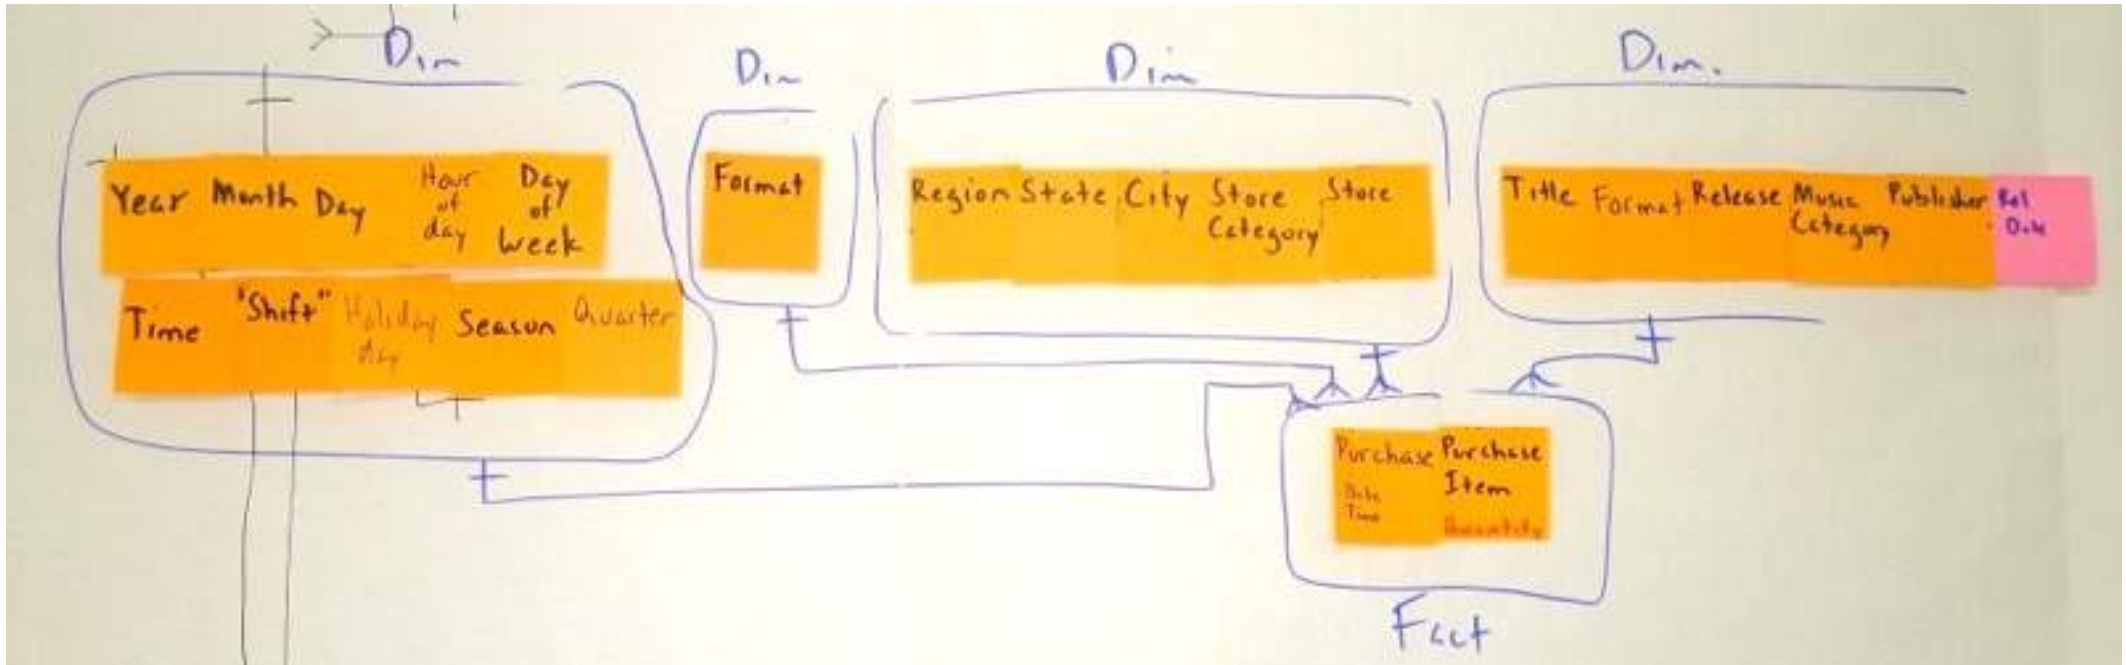 Dim
Dim
Dim
Dim.
Year
Month
Day
Hour
of
day
Day
of
Week
Time
"Shift"
Holiday
day
Season
Quarter
Format
Region
State
City
Store
Category
Store
Title
Format
Release
Music
Category
Publisher
Rel
Date
Purchase
Date
Time
Purchase
Item
Quantity
Fact